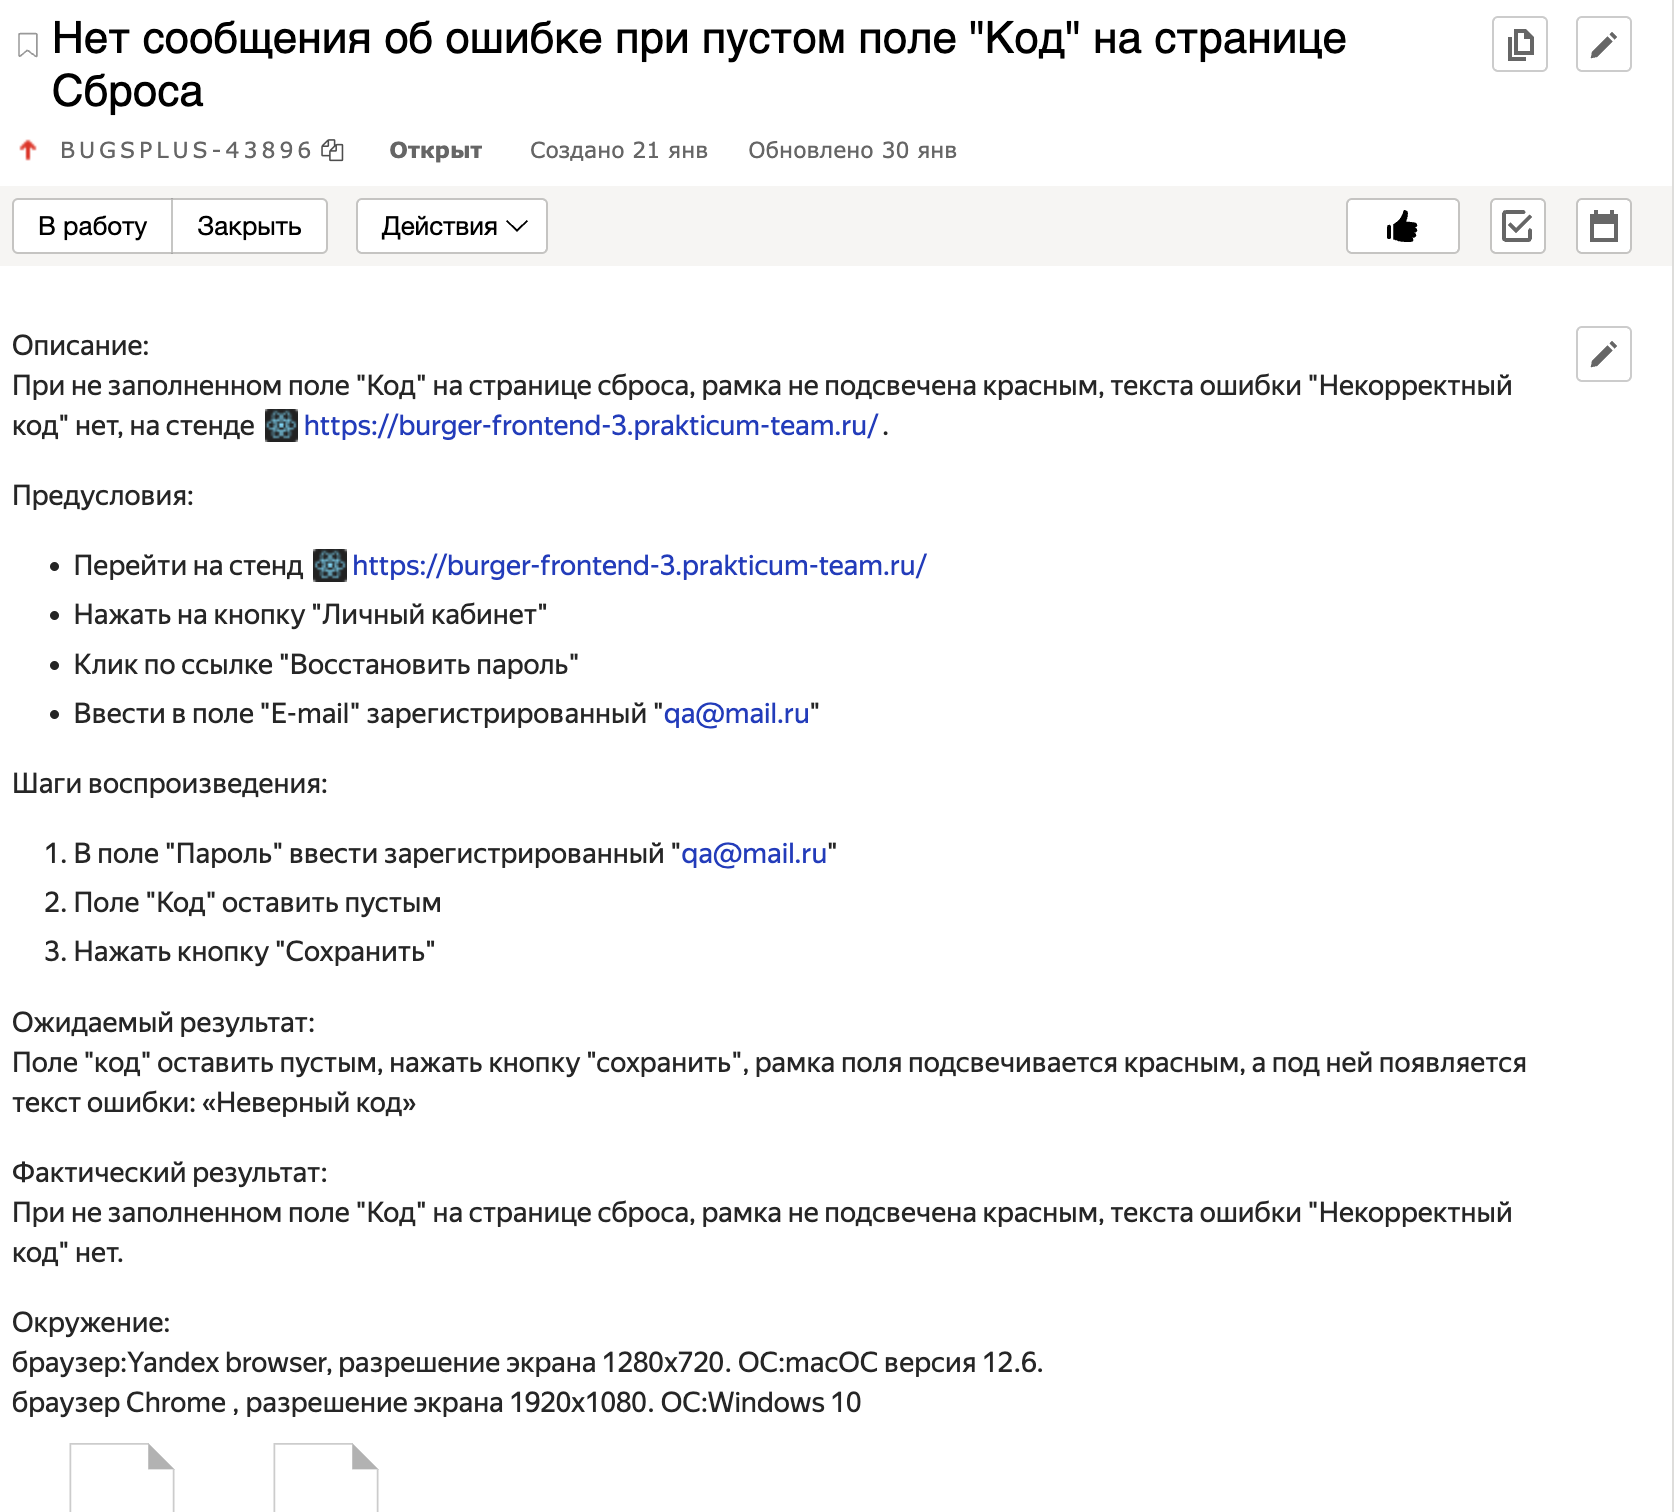 Нет сообщения об ошибке при пустом поле "Код" на странице
Сброса
BUGSPLUS-43896 Открыт Создано 21 янв Обновлено 30 янв
В работу Закрыть Действия
Описание:
При не заполненном поле "Код" на странице сброса, рамка не подсвечена красным, текста ошибки "Некорректный
код" нет, на стенде https://burger-frontend-3.prakticum-team.ru/ .
Предусловия:
• Перейти на стенд https://burger-frontend-3.prakticum-team.ru/
• Нажать на кнопку "Личный кабинет"
• Клик по ссылке "Восстановить пароль"
• Ввести в поле "E-mail" зарегистрированный "qa@mail.ru"
Шаги воспроизведения:
1. В поле "Пароль" ввести зарегистрированный "qa@mail.ru"
2. Поле "Код" оставить пустым
3. Нажать кнопку "Сохранить"
Ожидаемый результат:
Поле "код" оставить пустым, нажать кнопку "сохранить", рамка поля подсвечивается красным, а под ней появляется
текст ошибки: «Неверный код»
Фактический результат:
При не заполненном поле "Код" на странице сброса, рамка не подсвечена красным, текста ошибки "Некорректный
код" нет.
Окружение:
браузер:Yandex browser, разрешение экрана 1280x720. ОС:macOC версия 12.6.
браузер Chrome , разрешение экрана 1920x1080. ОС:Windows 10